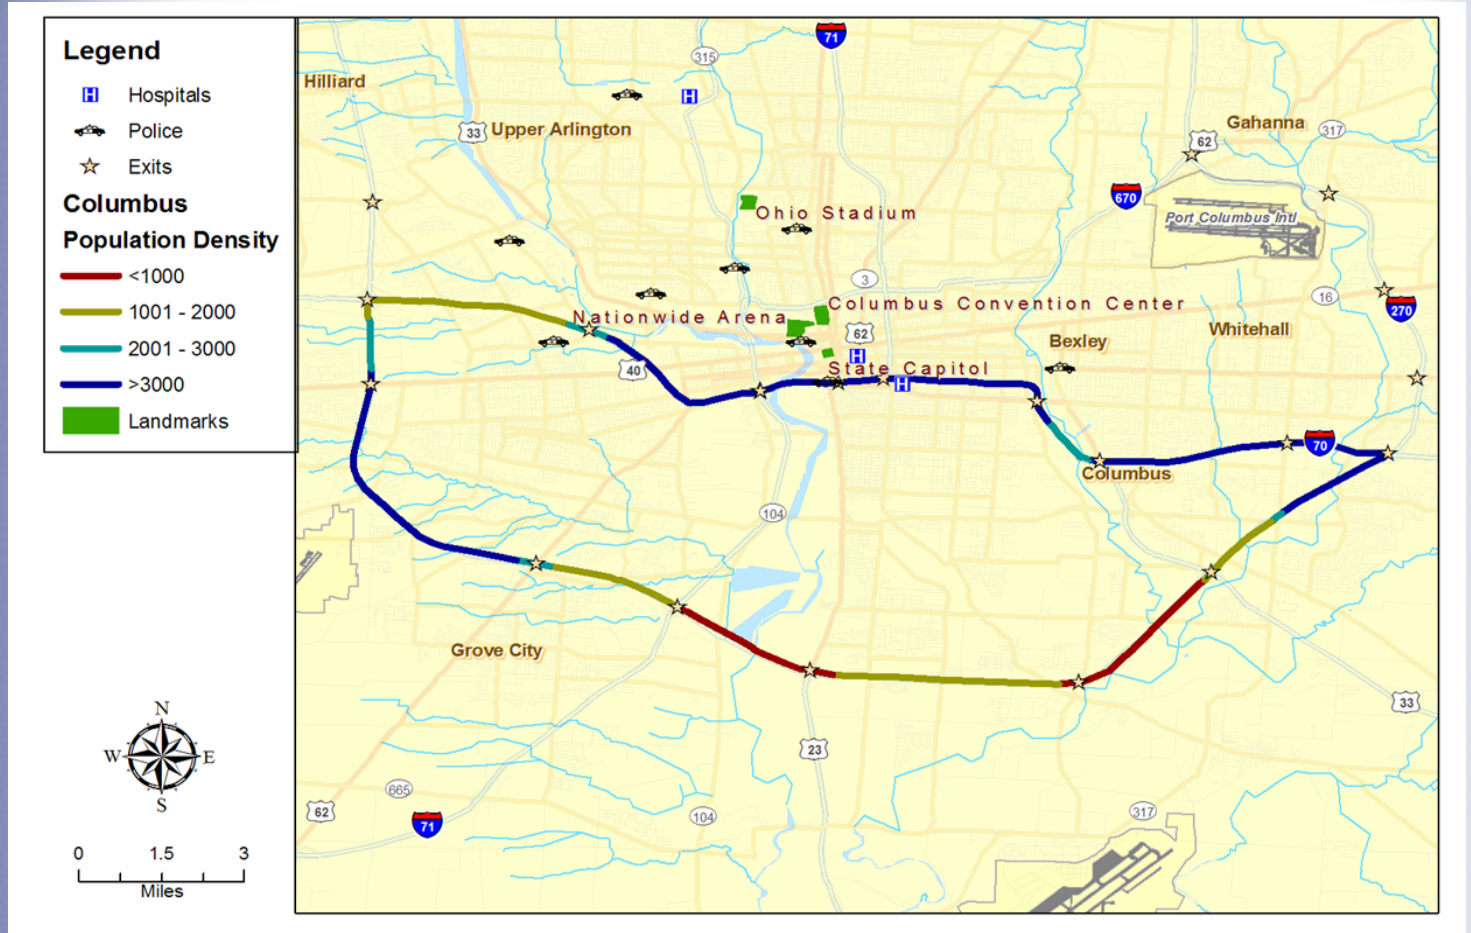 Legend
Hospitals
Police
Exits
Columbus
Population Density
<1000
1001 - 2000
2001 - 3000
>3000
Landmarks
71
315
Hilliard
H
33
Upper Arlington
Gahanna
317
62
670
Port Columbus Intl
Ohio Stadium
3
16
270
Columbus Convention Center
Nationwide Arena
62
Whitehall
Bexley
H
40
State Capitol
H
70
Columbus
104
Grove City
33
23
665
62
71
104
317
N
W E
S
0 1.5 3
Miles